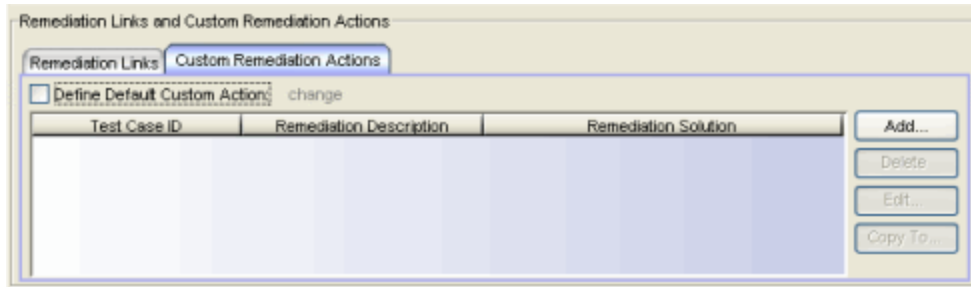 Remediation Links and Custom Remediation Actions
Remediation Links Custom Remediation Actions
Define Default Custom Action: change
Test Case ID Remediation Description Remediation Solution Add...
Delete
Edit...
Copy To...